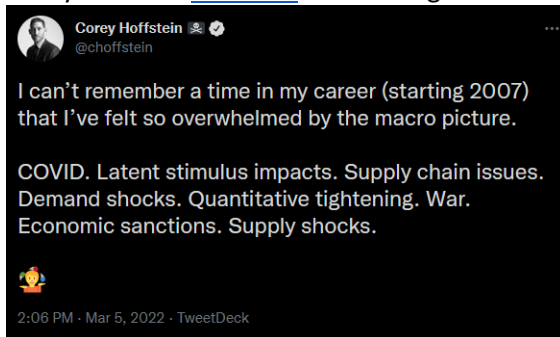 Corey Hoffstein
@choffstein
I can’t remember a time in my career (starting 2007)
that I’ve felt so overwhelmed by the macro picture.
COVID. Latent stimulus impacts. Supply chain issues.
Demand shocks. Quantitative tightening. War.
Economic sanctions. Supply shocks.
2:06 PM · Mar 5, 2022 · TweetDeck